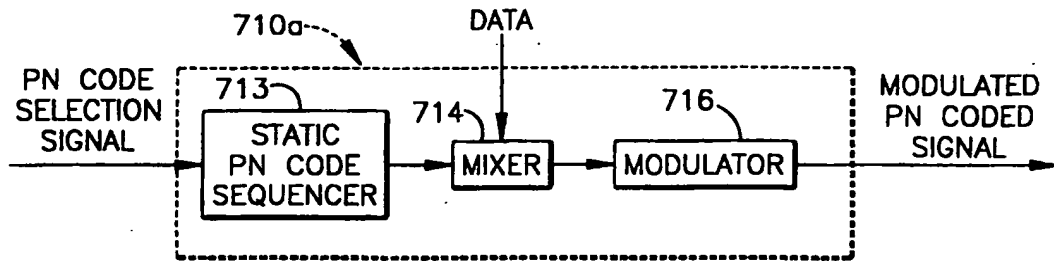 710a
DATA
PN CODE
SELECTION
SIGNAL
713
STATIC
PN CODE
SEQUENCER
714
MIXER
716
MODULATOR
MODULATED
PN CODED
SIGNAL